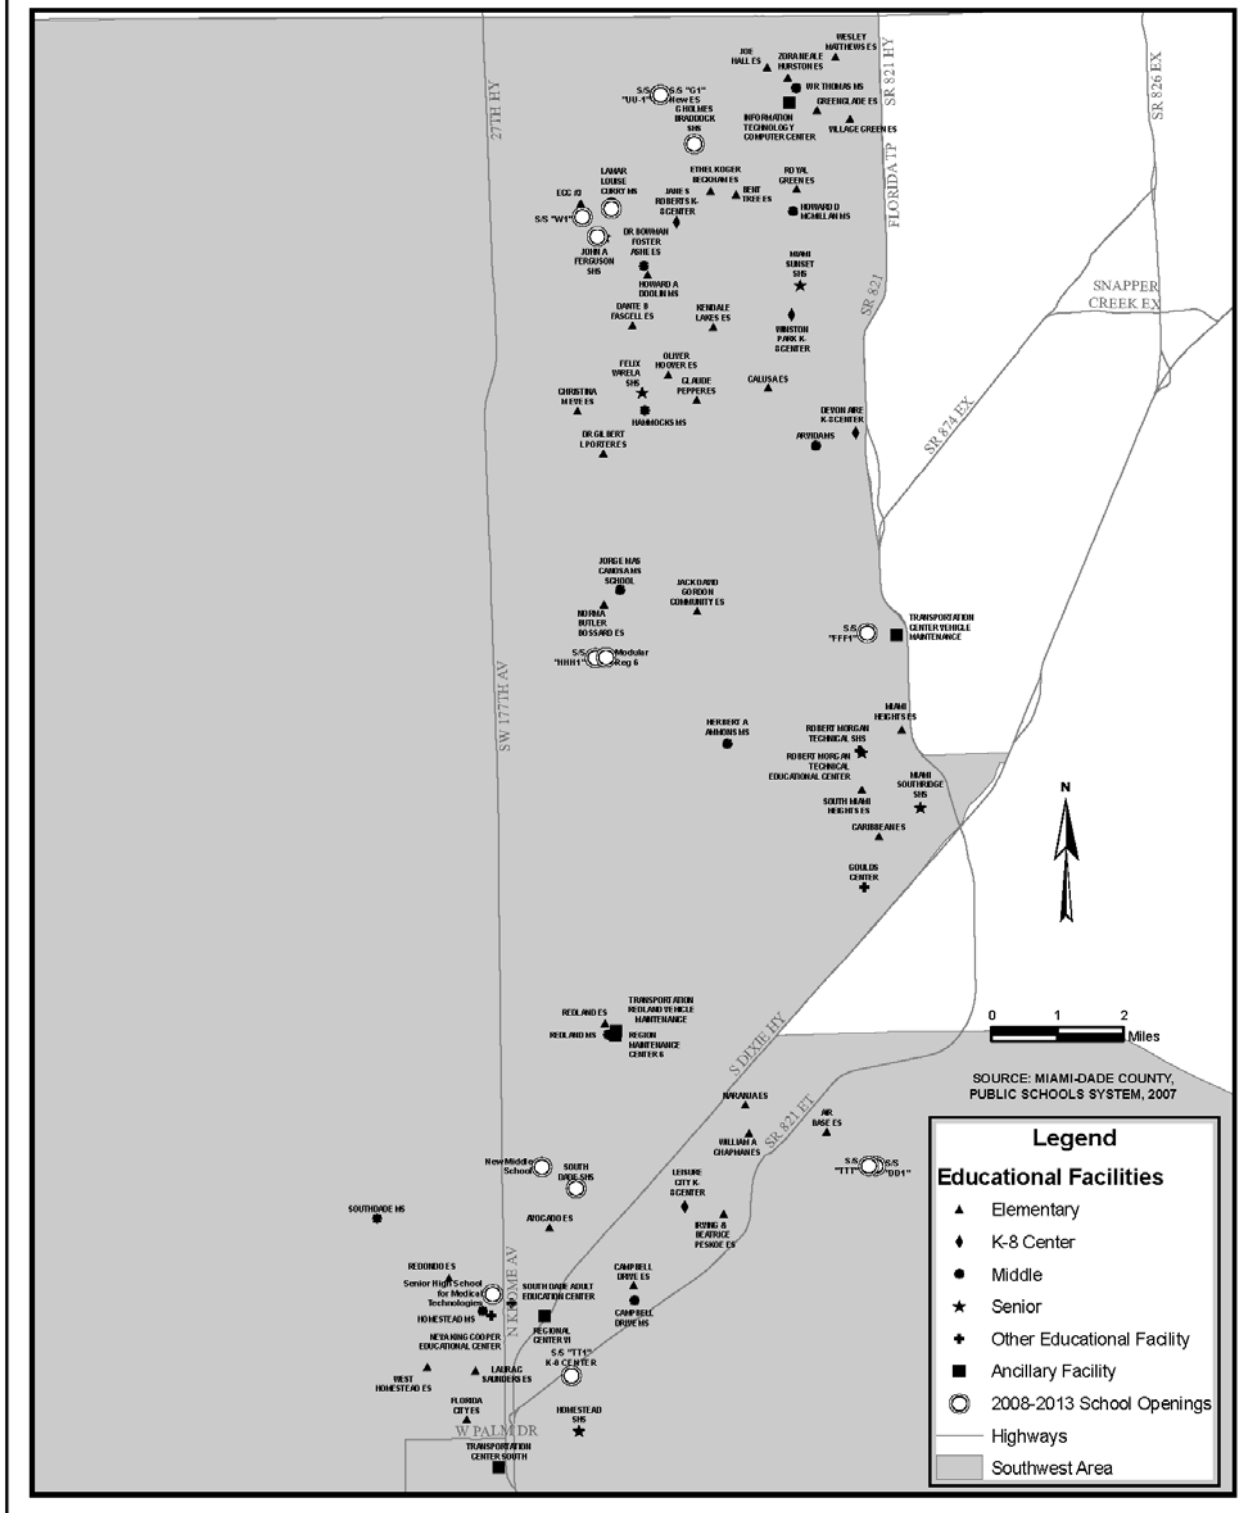 WESLEY
MATTHEWS ES
JOE
HALL ES
ZORA NEALE
HURSTON ES
W R THOMAS MS
GREENGLADE ES
VILLAGE GREEN ES
INFORMATION
TECHNOLOGY
COMPUTER CENTER
S/S
"UU-1"
S/S "G1"
New ES
G HOLMES
BRADDOCK
SHS
27TH HY
SR 821 HY
FLORIDA TP
SR 826 EX
LAMAR
LOUISE
CURRY MS
S/S "W1"
ETHEL KOGER
BECKHAM ES
BENT
TREE ES
ROYAL
GREEN ES
JANE S
ROBERTS K-
8 CENTER
HOWARD D
MCMILLAN MS
JOHN A
FERGUSON
SHS
DR BOWMAN
FOSTER
ASHE ES
HOWARD A
DOOLIN MS
MIAMI
SUNSET
SHS
SR 821
SNAPPER
CREEK EX
DANTE B
FASCELL ES
KENDALE
LAKES ES
WINSTON
PARK K-
8 CENTER
OLIVER
HOOVER ES
FELIX
VARELA
SHS
CLAUDE
PEPPER ES
CALUSA ES
CHRISTINA
M EVE ES
HAMMOCKS MS
DEVON AIRE
K-8 CENTER
ARVIDA MS
DR GILBERT
L PORTER ES
SR 874 EX
JORGE MAS
CANOSA MS
SCHOOL
NORMA
BUTLER
BOSSARD ES
JACK DAVID
GORDON
COMMUNITY ES
S/S
"HHH1"
Modular
Reg 6
S/S
"FFF1"
TRANSPORTATION
CENTER VEHICLE
MAINTENANCE
SW 177TH AV
MIAMI
HEIGHTS ES
HERBERT A
AMMONS MS
ROBERT MORGAN
TECHNICAL SHS
ROBERT MORGAN
TECHNICAL
EDUCATIONAL CENTER
MIAMI
SOUTHRIDGE
SHS
SOUTH MIAMI
HEIGHTS ES
CARIBBEAN ES
GOULDS
CENTER
N
REDLAND ES
REDLAND MS
TRANSPORTATION
REDLAND VEHICLE
MAINTENANCE
REGION
MAINTENANCE
CENTER 6
S DIXIE HY
0 1 2
Miles
SOURCE: MIAMI-DADE COUNTY,
PUBLIC SCHOOLS SYSTEM, 2007
NARANJA ES
WILLIAM A
CHAPMAN ES
SR 821 ET
AIR
BASE ES
S/S
"TTT"
S/S
"DD1"
New Middle
School
SOUTH
DADE SHS
LEISURE
CITY K-
8 CENTER
IRVING &
BEATRICE
PESKOE ES
SOUTHDADE MS
AVOCADO ES
N KROME AV
REDONDO ES
Senior High School
for Medical
Technologies
HOMESTEAD MS
SOUTH DADE ADULT
EDUCATION CENTER
CAMPBELL
DRIVE ES
CAMPBELL
DRIVE MS
REGIONAL
CENTER VI
NEVA KING COOPER
EDUCATIONAL CENTER
S/S "TT1"
K-8 CENTER
WEST
HOMESTEAD ES
LAURA C
SAUNDERS ES
FLORIDA
CITY ES
HOMESTEAD
SHS
W PALM DR
TRANSPORTATION
CENTER SOUTH
Legend
Educational Facilities
Elementary
K-8 Center
Middle
Senior
Other Educational Facility
Ancillary Facility
2008-2013 School Openings
Highways
Southwest Area